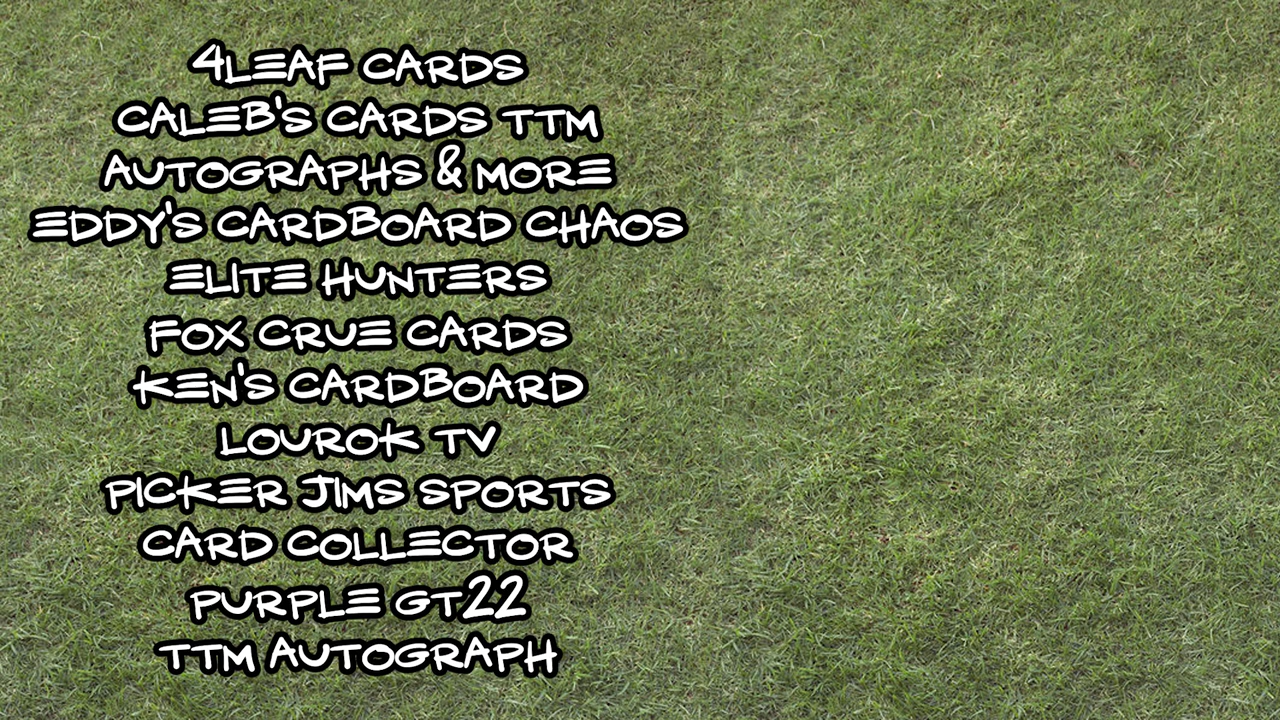 4LEAF CARDS
CALEB'S CARDS TTM
AUTOGRAPHS & MORE
EDDY'S CARDBOARD CHAOS
ELITE HUNTERS
FOX CRUE CARDS
KEN'S CARDBOARD
LOUROK TV
PICKER JIMS SPORTS
CARD COLLECTOR
PURPLE GT22
TTM AUTOGRAPH